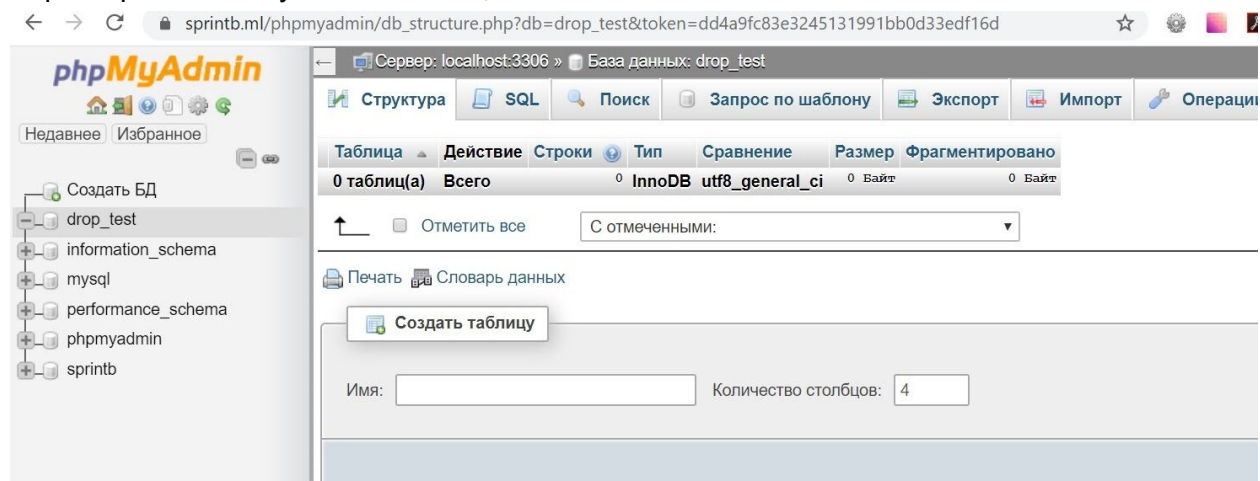 sprintb.ml/phpmyadmin/db_structure.php?db=drop_test&token=dd4a9fc83e3245131991bb0d33edf16d
phpMyAdmin
Недавнее Избранное
Создать БД
drop_test
information_schema
mysql
performance_schema
phpmyadmin
sprintb
Сервер: localhost:3306 » База данных: drop_test
Структура SQL Поиск Запрос по шаблону Экспорт Импорт Операции
Таблица Действие Строки Тип Сравнение Размер Фрагментировано
0 таблиц(а) Всего 0 InnoDB utf8_general_ci 0 Байт 0 Байт
Отметить все С отмеченными:
Печать Словарь данных
Создать таблицу
Имя: Количество столбцов: 4